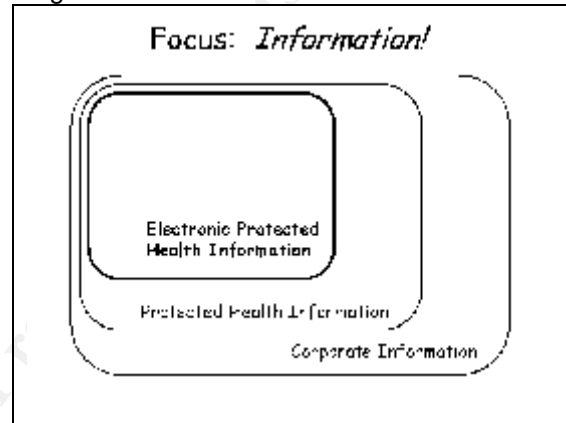 Focus: Information!
Electronic Protected
Health Information
Protected Health Information
Corporate Information